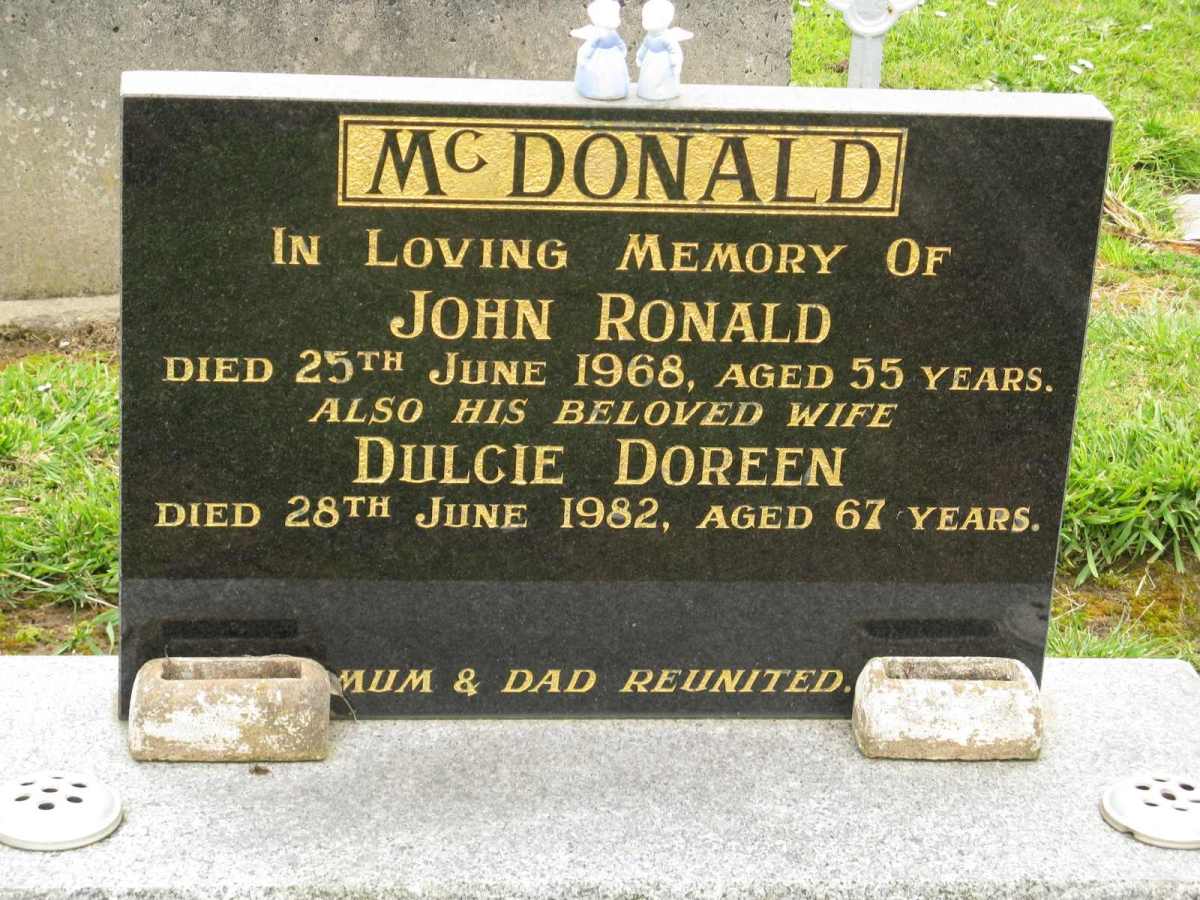 McDONALD
IN LOVING MEMORY OF
JOHN RONALD
DIED 25TH JUNE 1968, AGED 55 YEARS.
ALSO HIS BELOVED WIFE
DULCIE DOREEN
DIED 28TH JUNE 1982, AGED 67 YEARS.
MUM & DAD REUNITED.